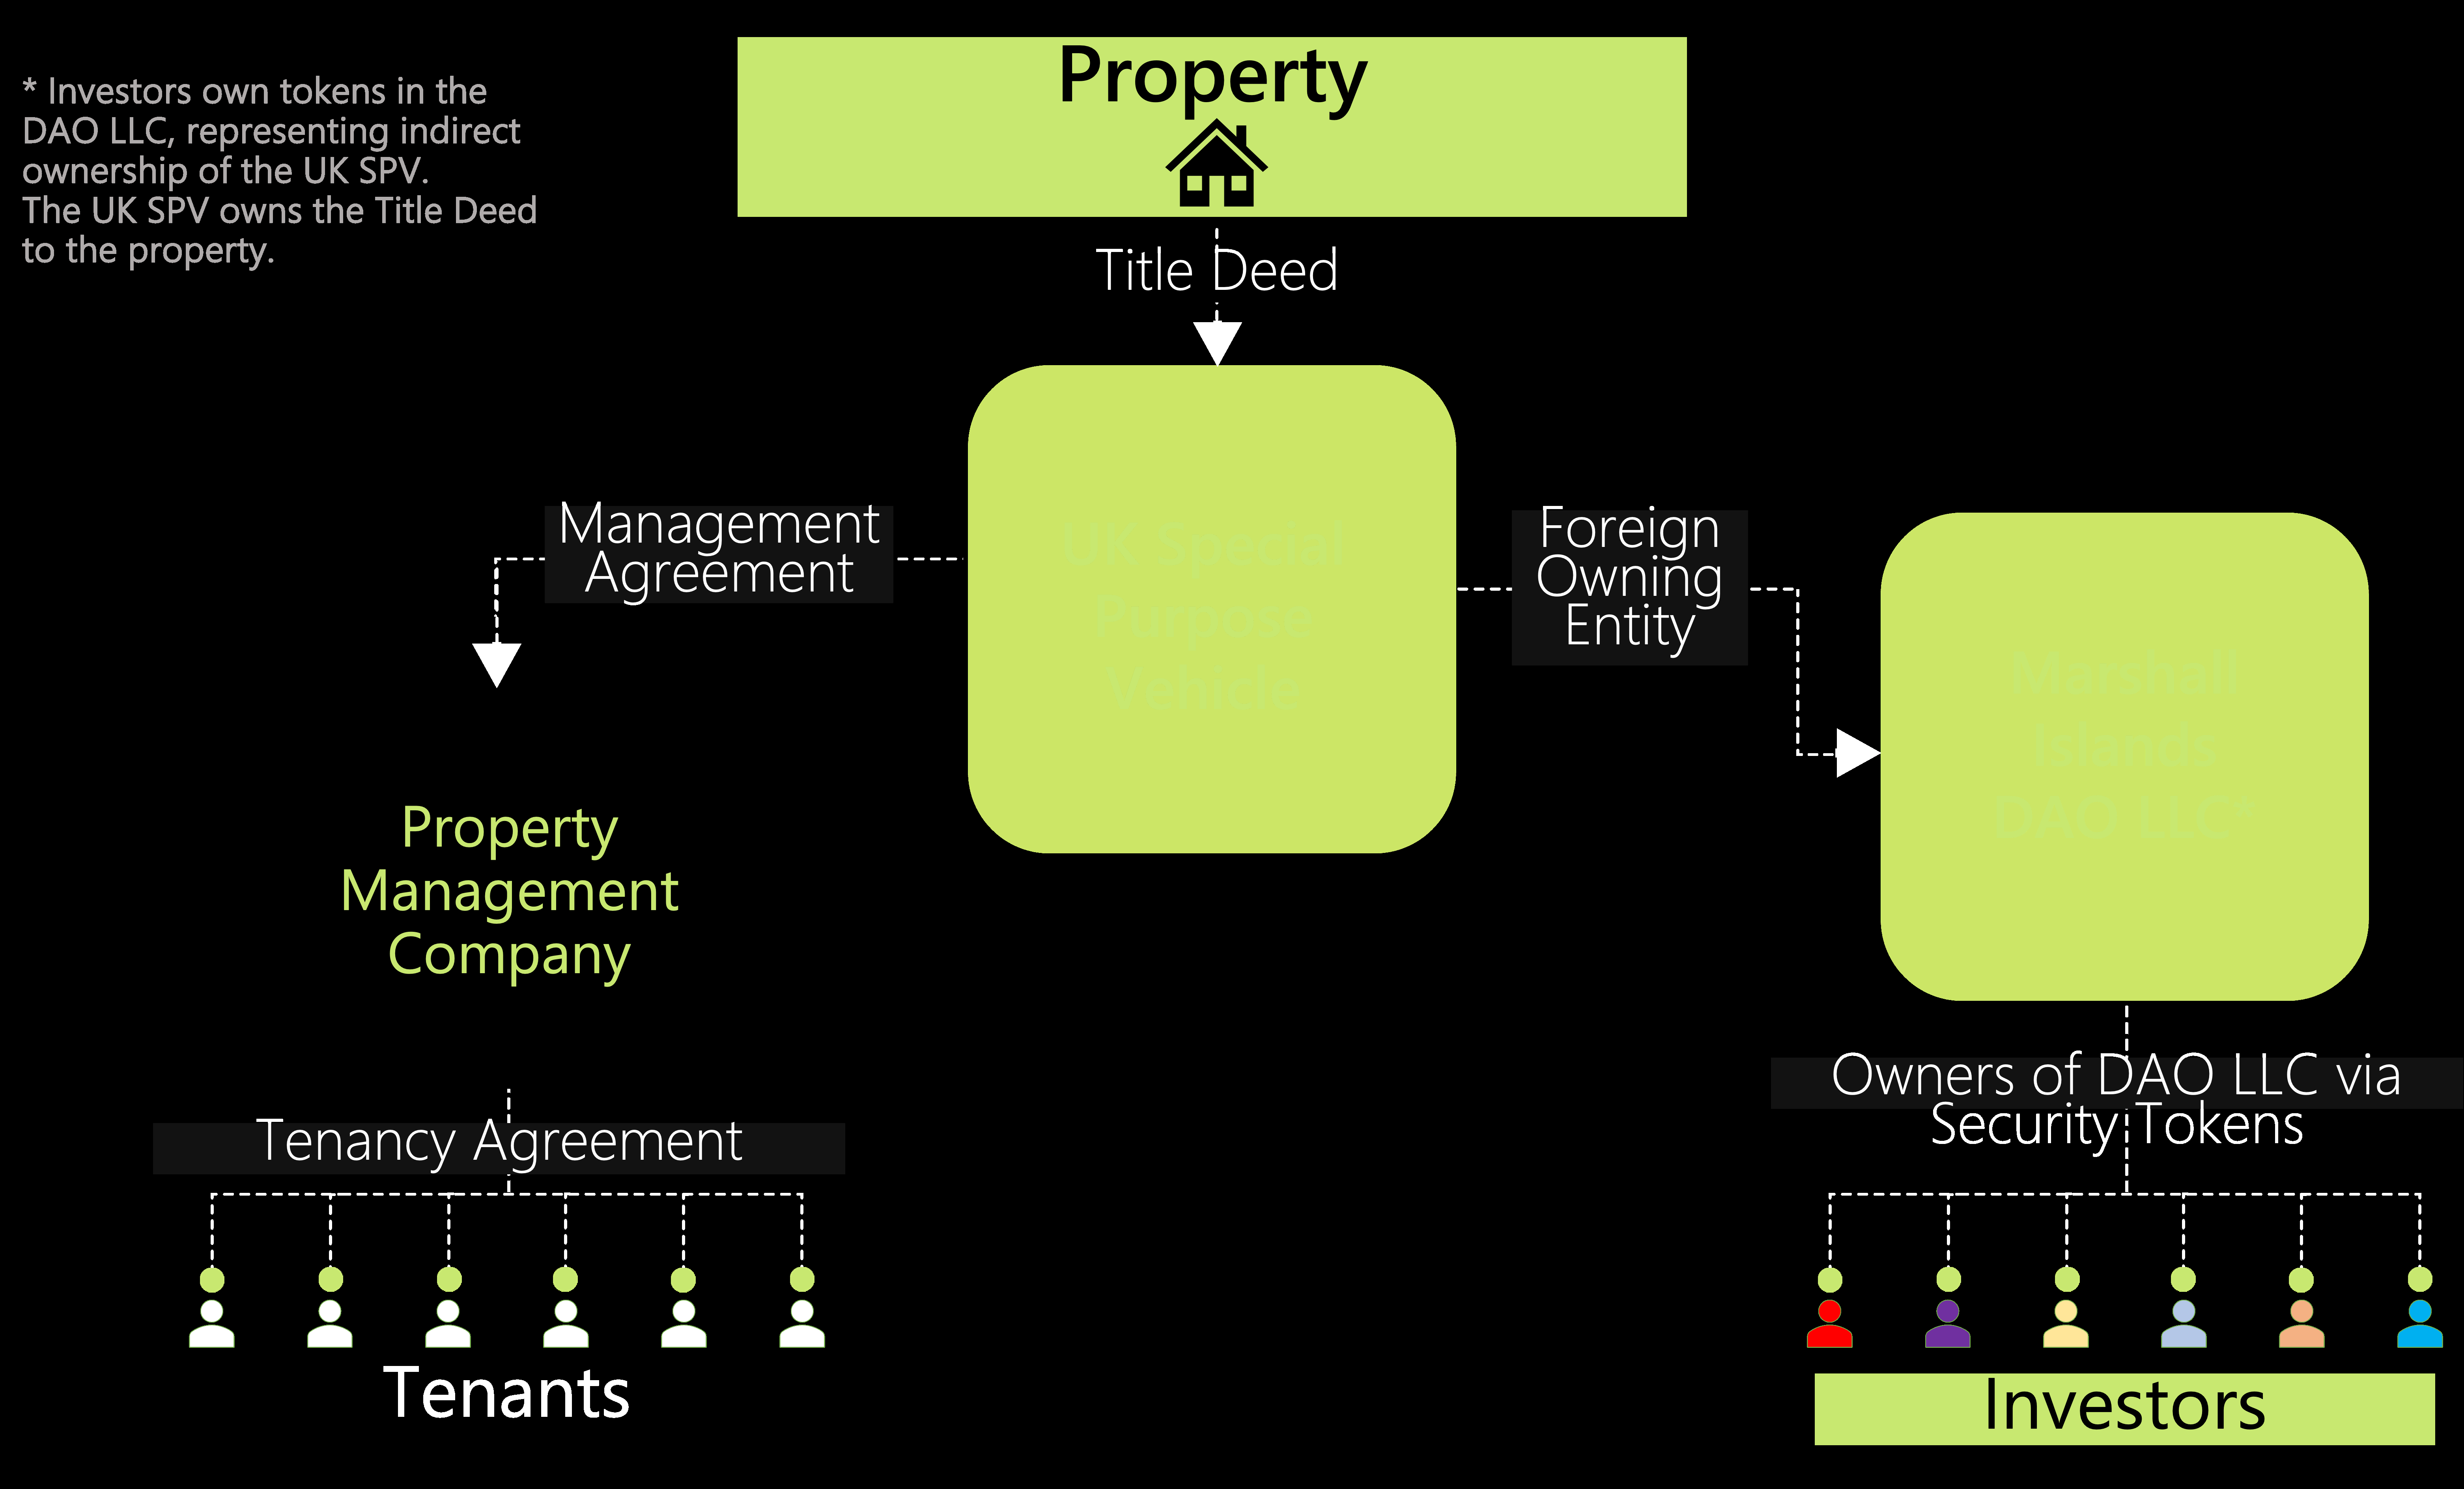 * Investors own tokens in the
DAO LLC, representing indirect
ownership of the UK SPV.
The UK SPV owns the Title Deed
to the property.
Property
Title Deed
UK Special
Purpose
Vehicle
Management
Agreement
Foreign
Owning
Entity
Marshall
Islands
DAO LLC*
Property
Management
Company
Tenancy Agreement
Tenants
Owners of DAO LLC via
Security Tokens
Investors